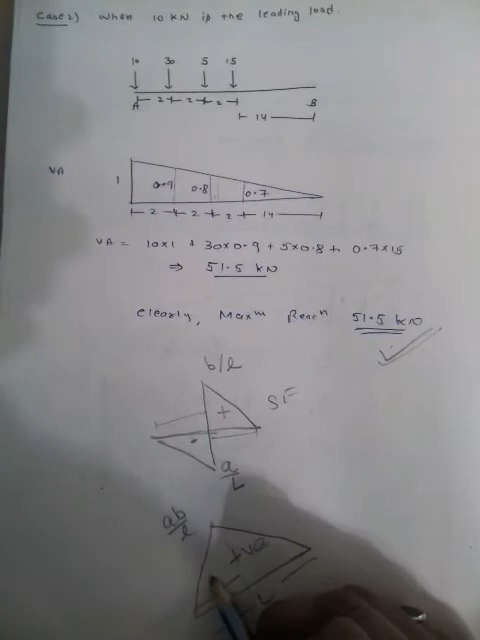 Case 2) When 10 KN is the leading load.
10 30 5 15
A 2 2 2 B
14
VA
1 0.9 0.8 0.7
2 2 2 14
VA = 10x1 + 30x0.9 + 5x0.8 + 0.7x15
⇒ 51.5 KN
Clearly, Maxᵐ Reacⁿ 51.5 KN
b/l
+ SF
-
a/L
ab/l
+ve
L